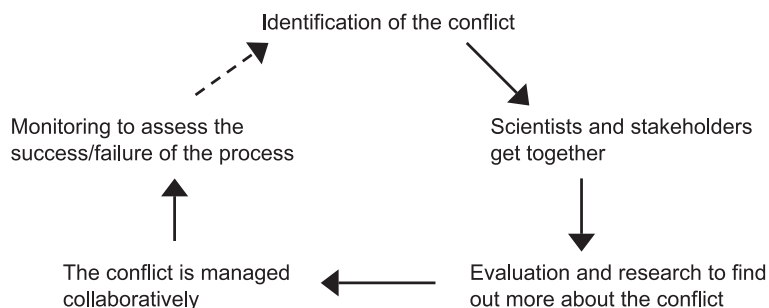 Identification of the conflict
Scientists and stakeholders
get together
Evaluation and research to find
out more about the conflict
The conflict is managed
collaboratively
Monitoring to assess the
success/failure of the process